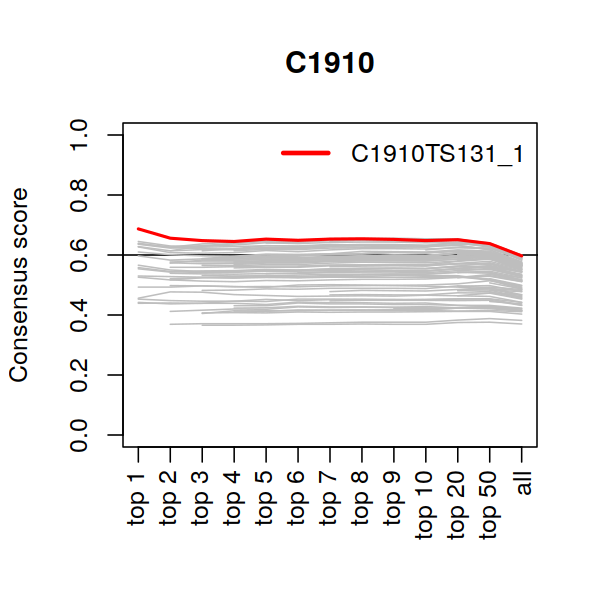 C1910
C1910TS131_1
Consensus score
1.0
0.8
0.6
0.4
0.2
0.0
top 1
top 2
top 3
top 4
top 5
top 6
top 7
top 8
top 9
top 10
top 20
top 50
all